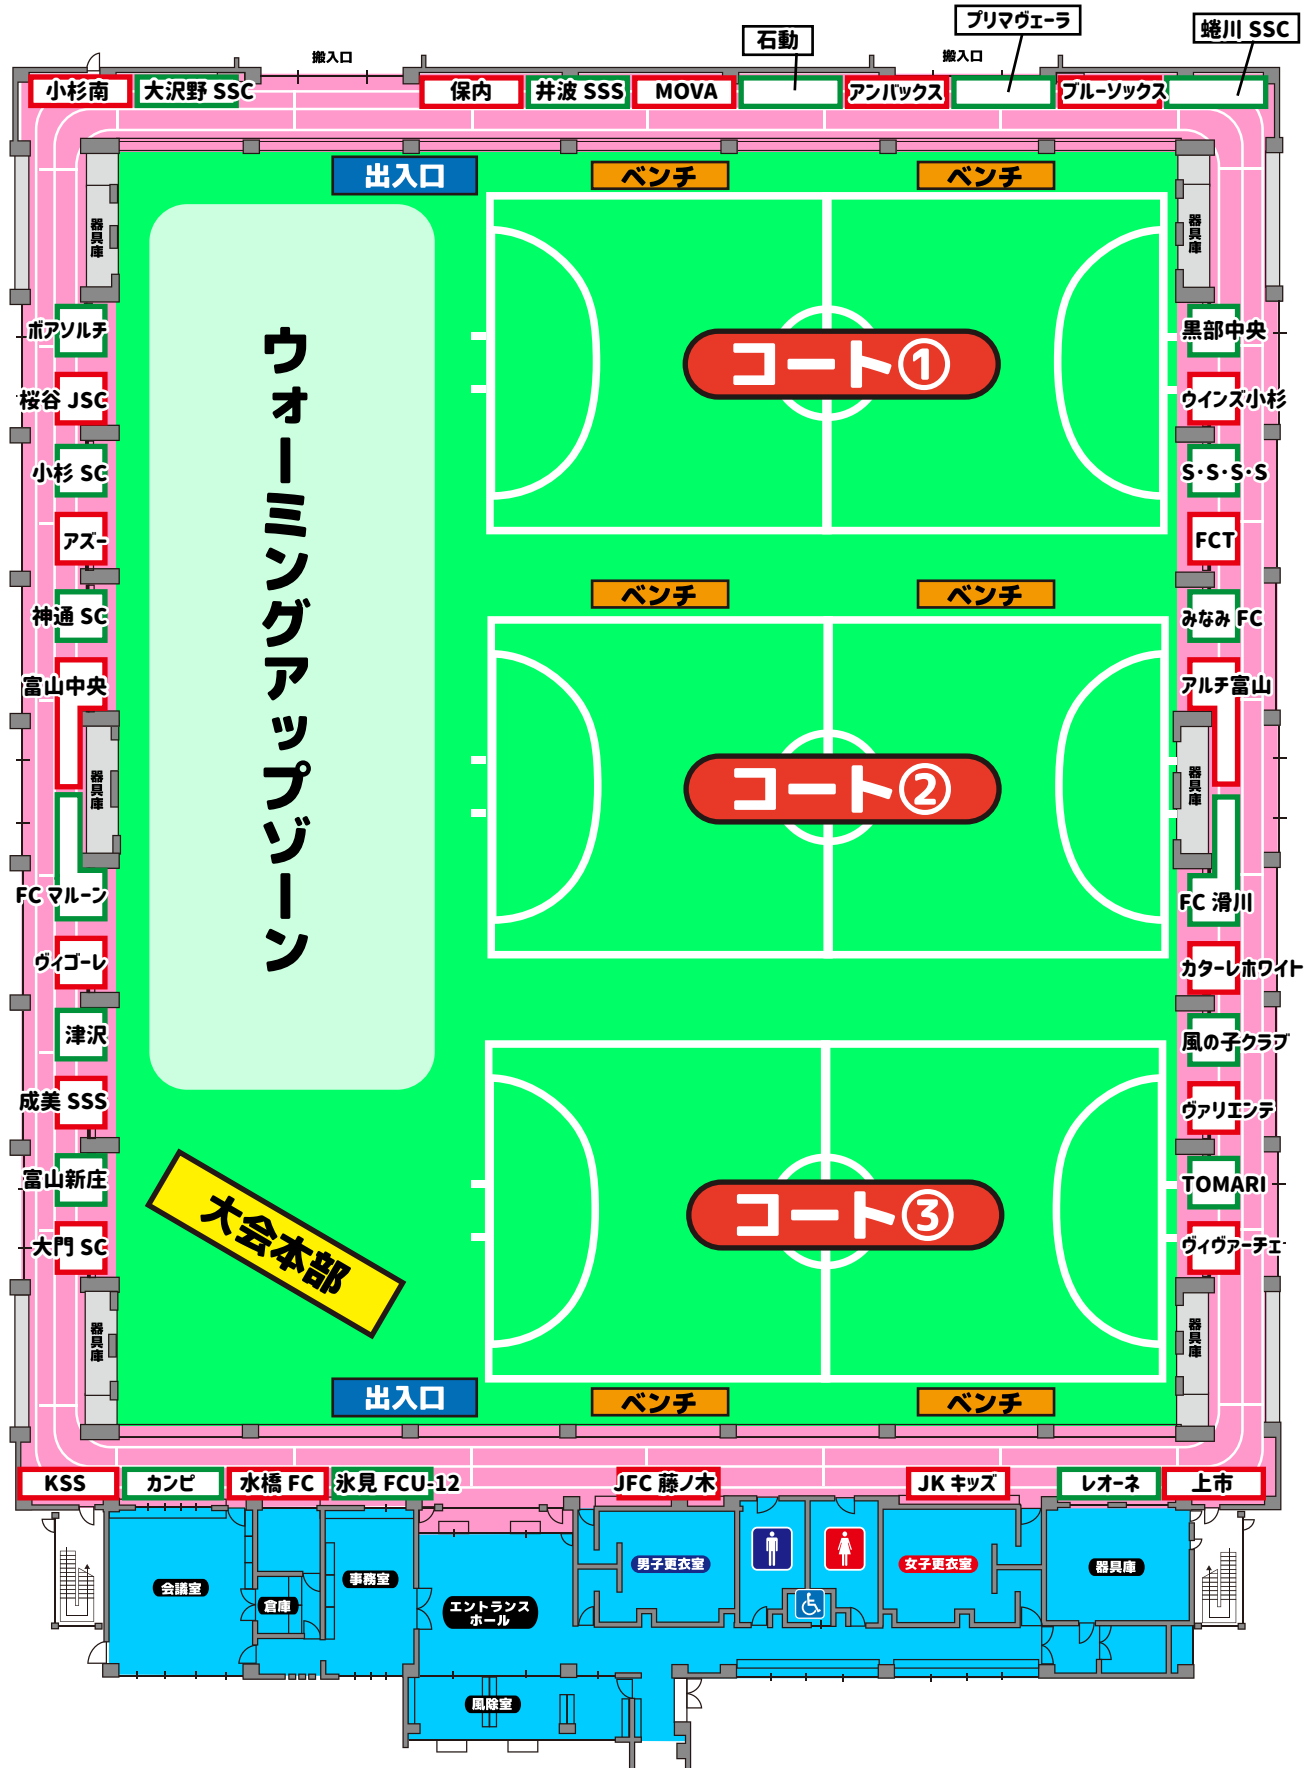 石動
プリマヴェーラ
蜷川 SSC
搬入口
搬入口
小杉南
大沢野 SSC
保内
井波 SSS
MOVA
アンバックス
ブルーソックス
出入口
ベンチ
ベンチ
器具庫
器具庫
ウォーミングアップゾーン
コート①
ボアソルチ
桜谷 JSC
小杉 SC
アズー
神通 SC
富山中央
黒部中央
ウインズ小杉
S・S・S・S
FCT
みなみ FC
アルチ富山
ベンチ
ベンチ
コート②
器具庫
器具庫
FC マルーン
ヴィゴーレ
津沢
成美 SSS
富山新庄
大門 SC
FC 滑川
カターレホワイト
風の子クラブ
ヴァリエンテ
TOMARI
ヴィヴァーチェ
コート③
大会本部
器具庫
器具庫
出入口
ベンチ
ベンチ
KSS
カンピ
水橋 FC
氷見 FCU-12
JFC 藤ノ木
JK キッズ
レオーネ
上市
会議室
倉庫
事務室
エントランス
ホール
男子更衣室
女子更衣室
器具庫
風除室